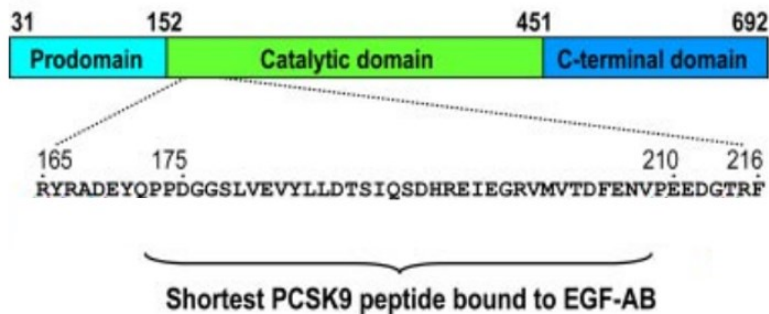 31 152 451 692
Prodomain Catalytic domain C-terminal domain
165 175 210 216
RYRADEYQPPDGGSLVEVYLLDTSIQSDHREIEGRVMVTDFENVPEEDGTRF
Shortest PCSK9 peptide bound to EGF-AB